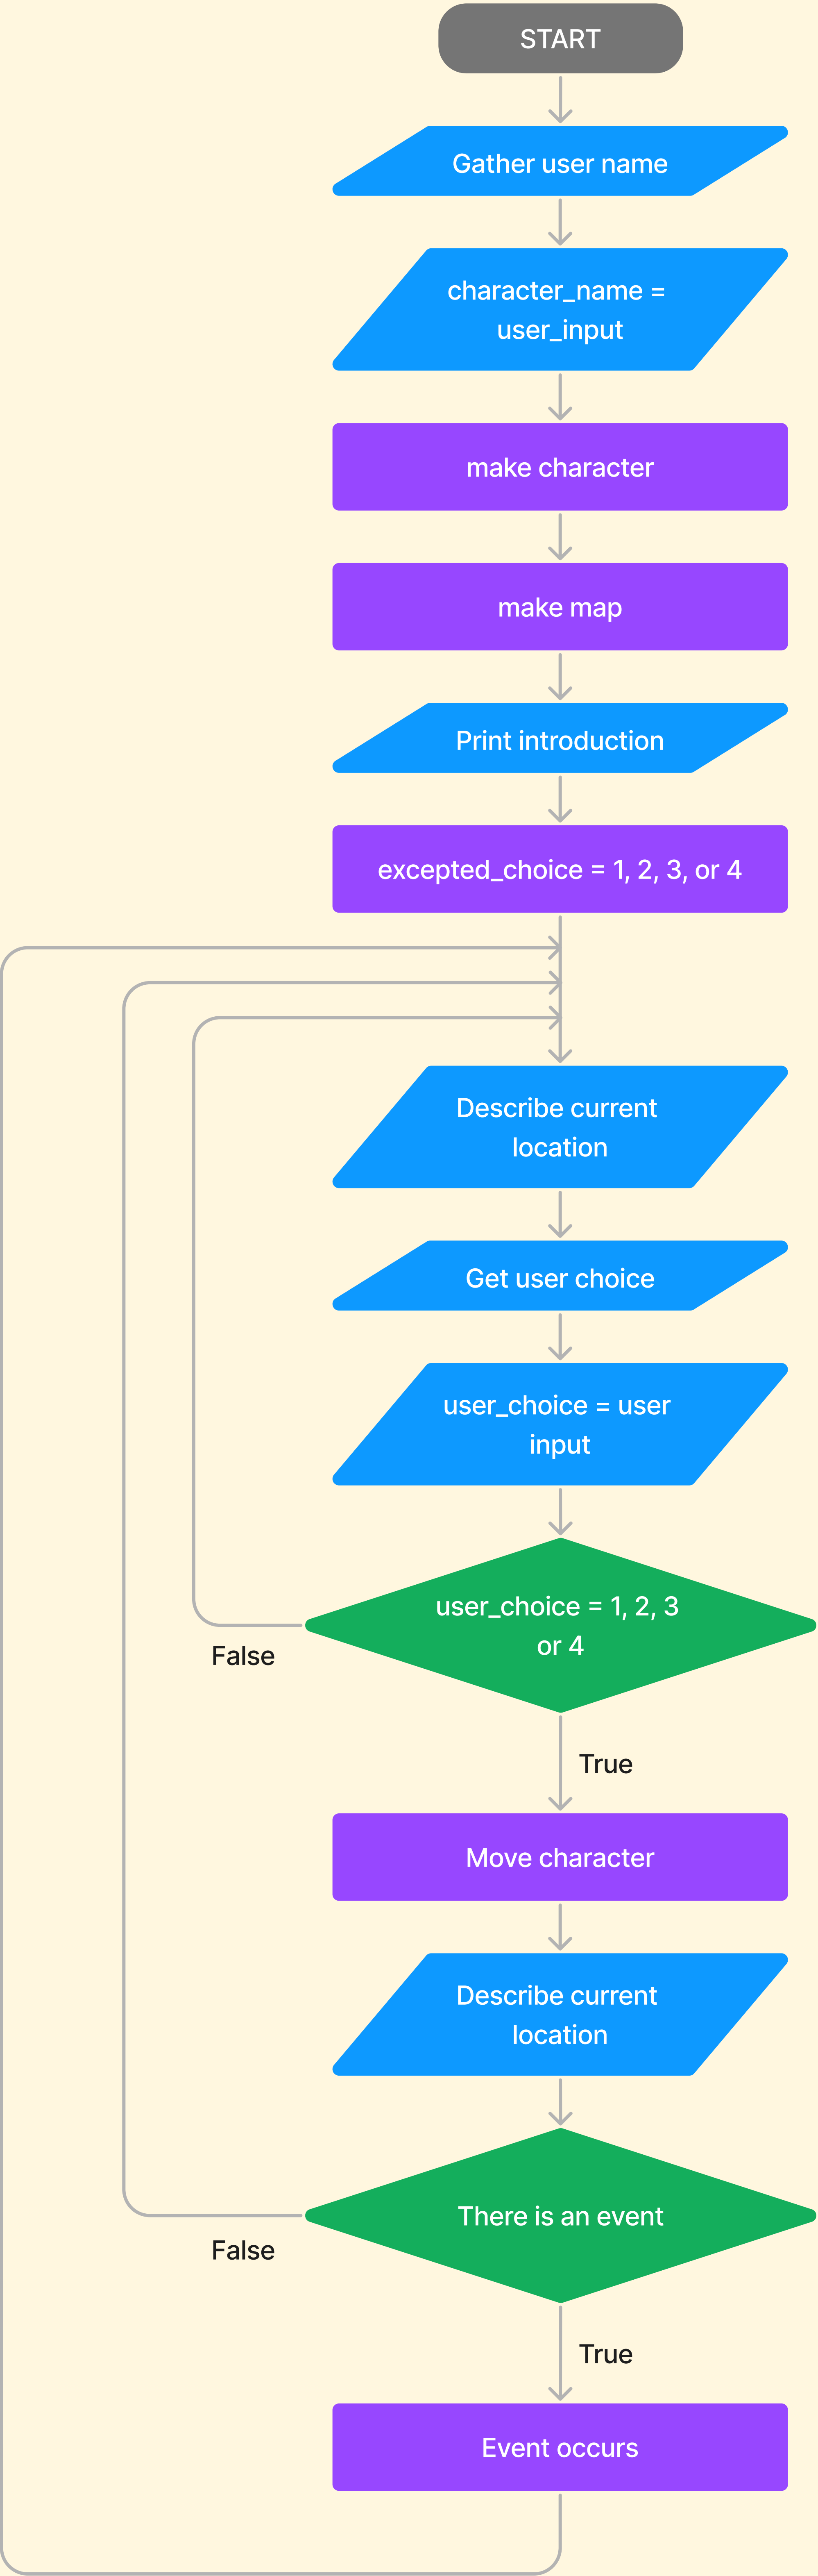 START
Gather user name
character_name =
user_input
make character
make map
Print introduction
excepted_choice = 1, 2, 3, or 4
Describe current
location
Get user choice
user_choice = user
input
user_choice = 1, 2, 3
or 4
False
True
Move character
Describe current
location
There is an event
False
True
Event occurs